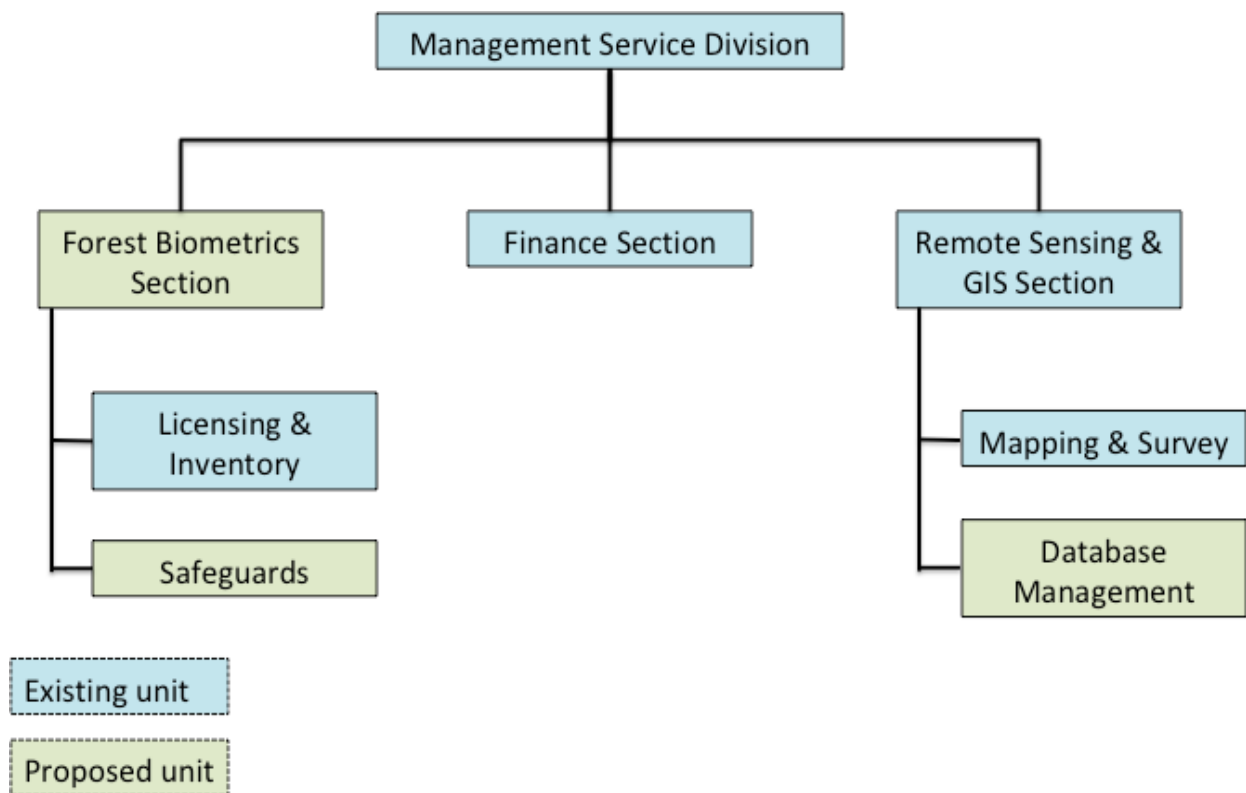 Management Service Division
Forest Biometrics
Section
Finance Section
Remote Sensing &
GIS Section
Licensing &
Inventory
Mapping & Survey
Safeguards
Database
Management
Existing unit
Proposed unit